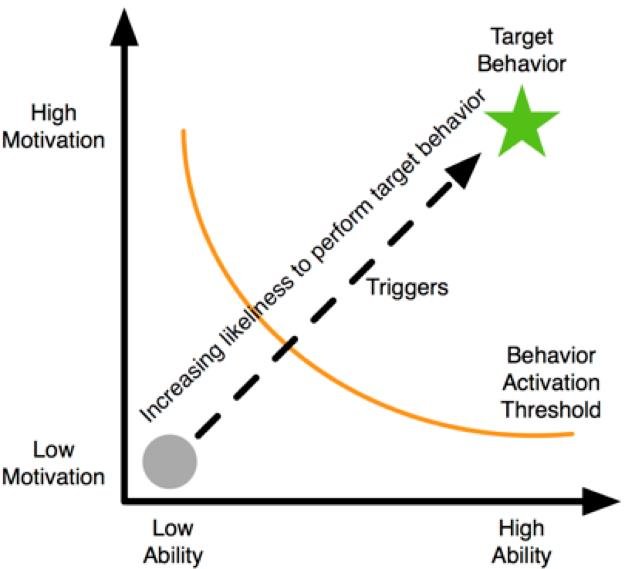 Target
Behavior
High
Motivation
Increasing likeliness to perform target behavior
Triggers
Behavior
Activation
Threshold
Low
Motivation
Low
Ability
High
Ability